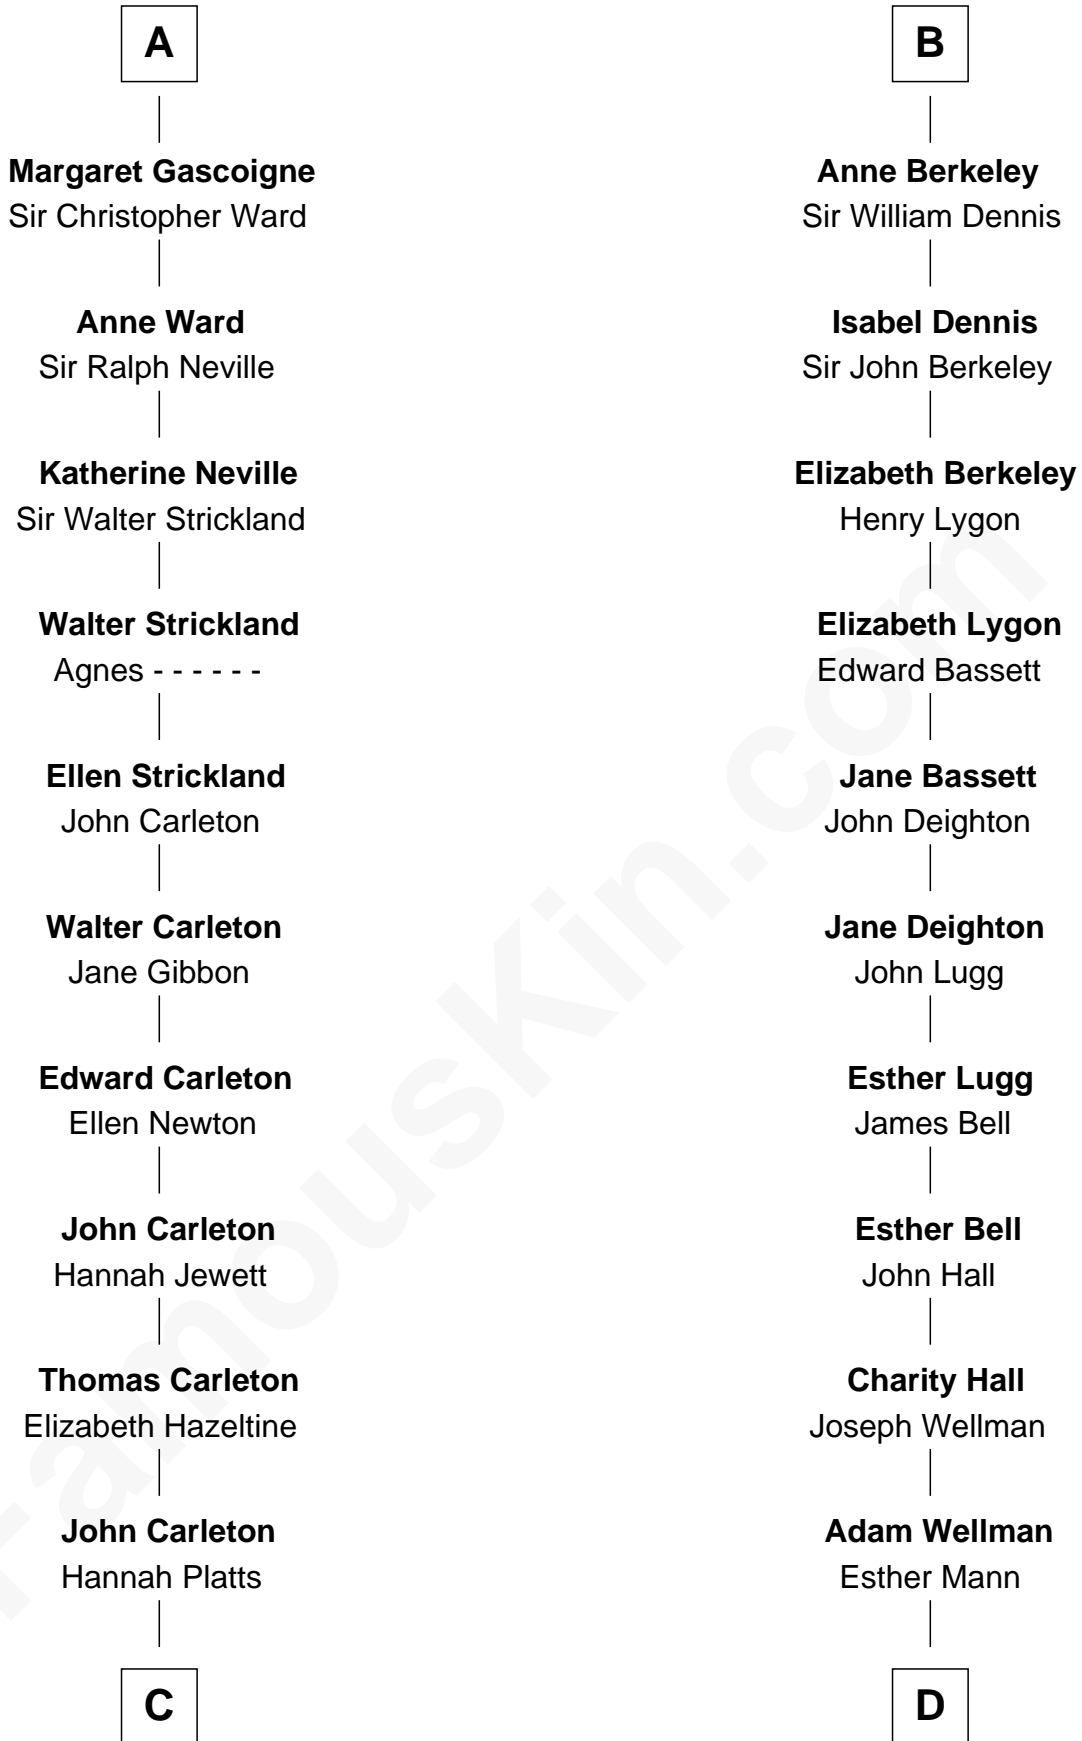 A
Margaret Gascoigne
Sir Christopher Ward
Anne Ward
Sir Ralph Neville
Katherine Neville
Sir Walter Strickland
Walter Strickland
Agnes - - - - - -
Ellen Strickland
John Carleton
Walter Carleton
Jane Gibbon
Edward Carleton
Ellen Newton
John Carleton
Hannah Jewett
Thomas Carleton
Elizabeth Hazeltine
John Carleton
Hannah Platts
C
B
Anne Berkeley
Sir William Dennis
Isabel Dennis
Sir John Berkeley
Elizabeth Berkeley
Henry Lygon
Elizabeth Lygon
Edward Bassett
Jane Bassett
John Deighton
Jane Deighton
John Lugg
Esther Lugg
James Bell
Esther Bell
John Hall
Charity Hall
Joseph Wellman
Adam Wellman
Esther Mann
D
FamousKin.com